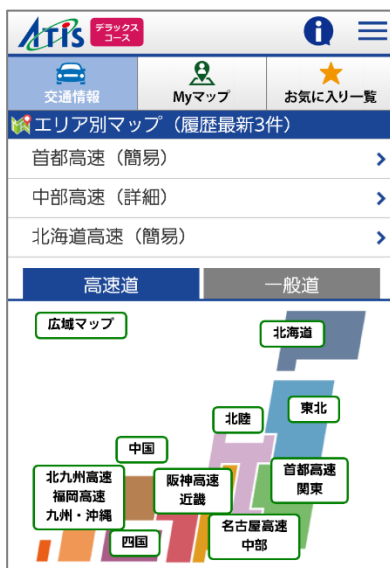 ATIS デラックス
コース
交通情報
Myマップ
お気に入り一覧
エリア別マップ（履歴最新3件）
首都高速（簡易）
中部高速（詳細）
北海道高速（簡易）
高速道
一般道
広域マップ
北海道
東北
北陸
中国
首都高速
関東
阪神高速
近畿
北九州高速
福岡高速
九州・沖縄
名古屋高速
中部
四国